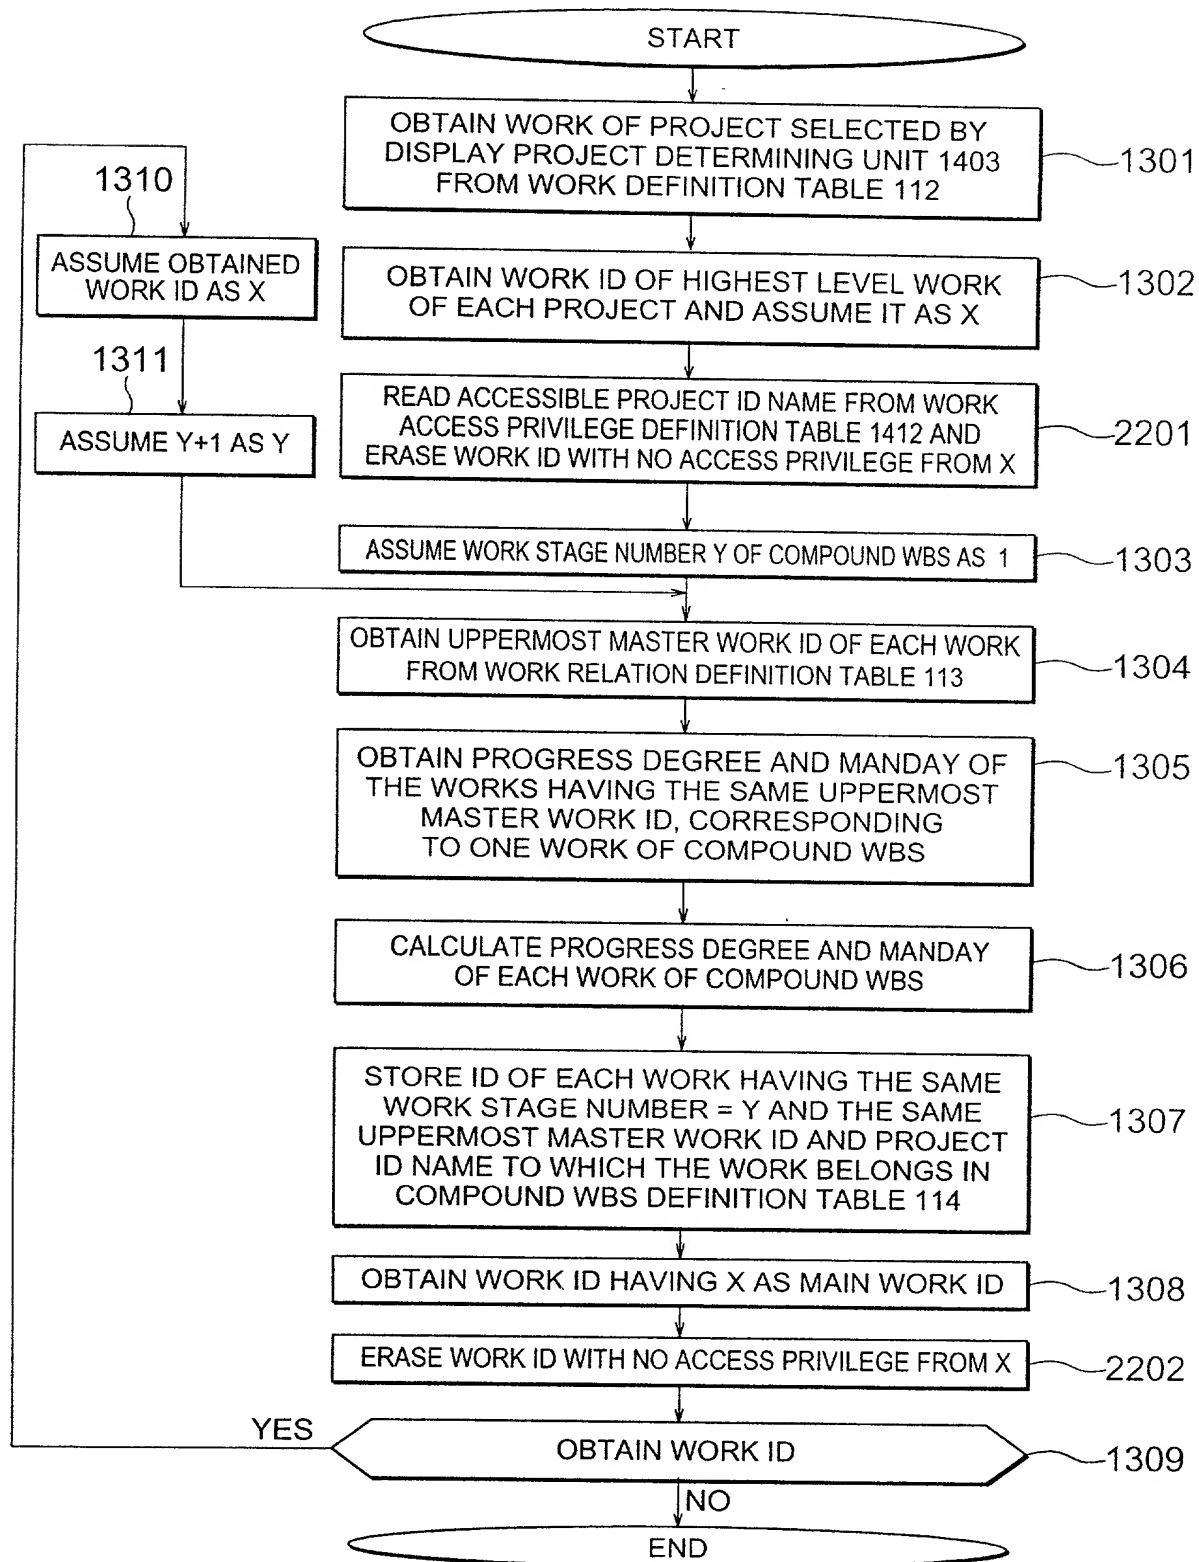 START
OBTAIN WORK OF PROJECT SELECTED BY
DISPLAY PROJECT DETERMINING UNIT 1403
FROM WORK DEFINITION TABLE 112
1301
1310
ASSUME OBTAINED
WORK ID AS X
OBTAIN WORK ID OF HIGHEST LEVEL WORK
OF EACH PROJECT AND ASSUME IT AS X
1302
1311
ASSUME Y+1 AS Y
READ ACCESSIBLE PROJECT ID NAME FROM WORK
ACCESS PRIVILEGE DEFINITION TABLE 1412 AND
ERASE WORK ID WITH NO ACCESS PRIVILEGE FROM X
2201
ASSUME WORK STAGE NUMBER Y OF COMPOUND WBS AS 1
1303
OBTAIN UPPERMOST MASTER WORK ID OF EACH WORK
FROM WORK RELATION DEFINITION TABLE 113
1304
OBTAIN PROGRESS DEGREE AND MANDAY OF
THE WORKS HAVING THE SAME UPPERMOST
MASTER WORK ID, CORRESPONDING
TO ONE WORK OF COMPOUND WBS
1305
CALCULATE PROGRESS DEGREE AND MANDAY
OF EACH WORK OF COMPOUND WBS
1306
STORE ID OF EACH WORK HAVING THE SAME
WORK STAGE NUMBER = Y AND THE SAME
UPPERMOST MASTER WORK ID AND PROJECT
ID NAME TO WHICH THE WORK BELONGS IN
COMPOUND WBS DEFINITION TABLE 114
1307
OBTAIN WORK ID HAVING X AS MAIN WORK ID
1308
ERASE WORK ID WITH NO ACCESS PRIVILEGE FROM X
2202
YES
OBTAIN WORK ID
1309
NO
END